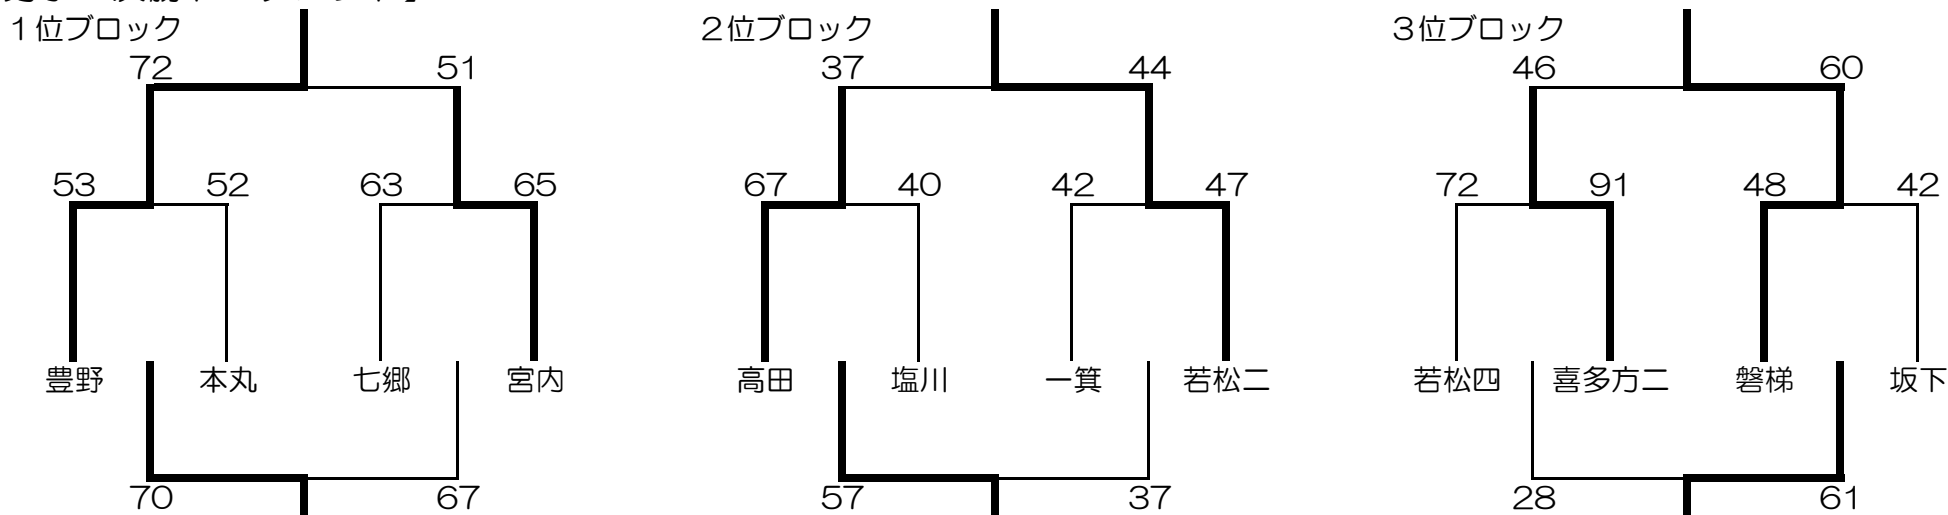 １位ブロック ２位ブロック ３位ブロック
72 51 37 44 46 60
53 52 63 65 67 40 42 47 72 91 48 42
豊野 本丸 七郷 宮内 高田 塩川 一箕 若松二 若松四 喜多方二 磐梯 坂下
70 67 57 37 28 61